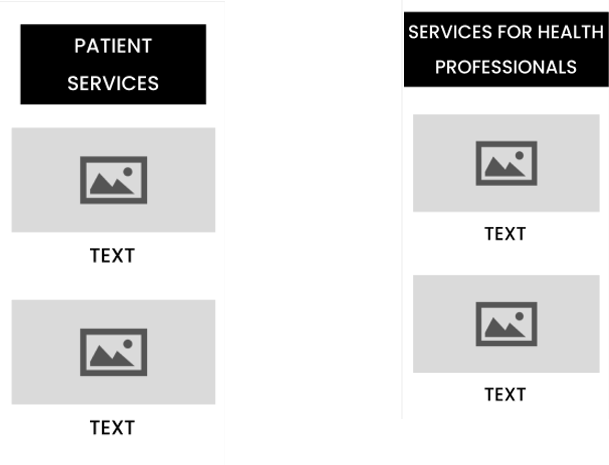 PATIENT
SERVICES
TEXT
TEXT
SERVICES FOR HEALTH
PROFESSIONALS
TEXT
TEXT